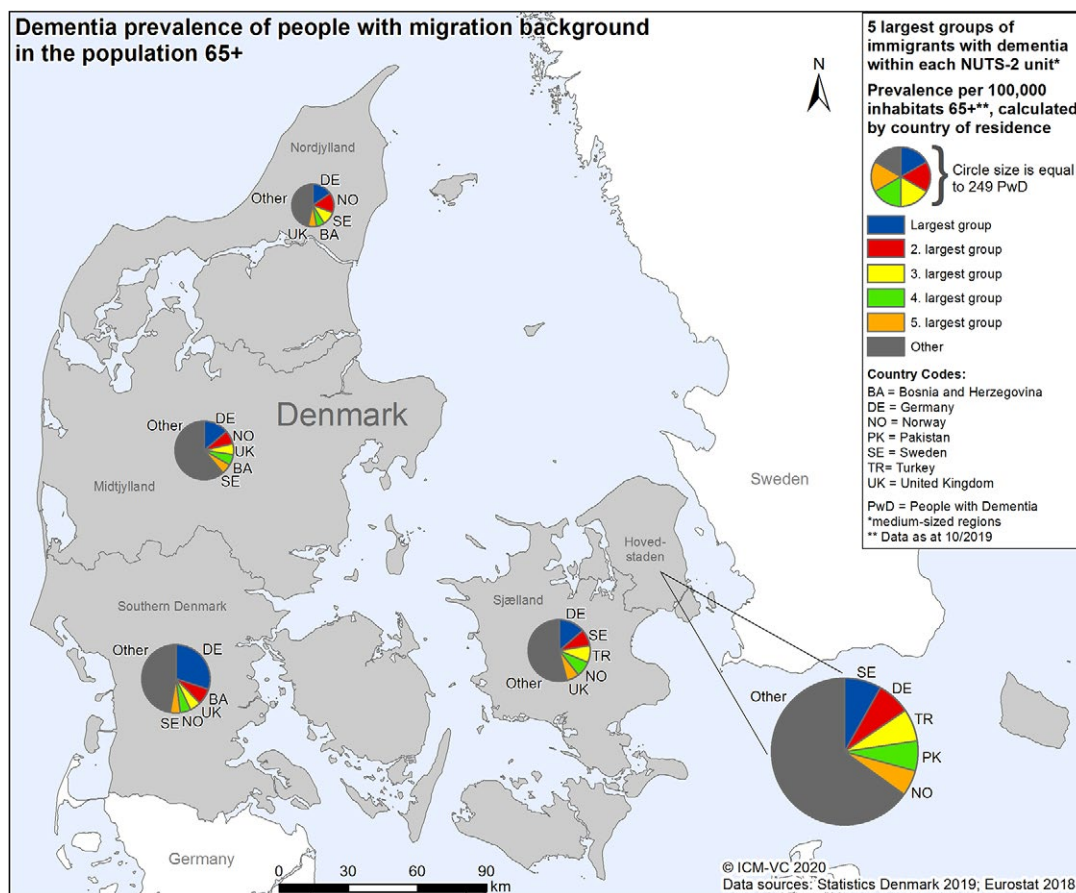 Dementia prevalence of people with migration background
in the population 65+
N
5 largest groups of
immigrants with dementia
within each NUTS-2 unit*
Prevalence per 100,000
inhabitats 65+**, calculated
by country of residence
Circle size is equal
to 249 PwD
Largest group
2. largest group
3. largest group
4. largest group
5. largest group
Other
Country Codes:
BA = Bosnia and Herzegovina
DE = Germany
NO = Norway
PK = Pakistan
SE = Sweden
TR= Turkey
UK = United Kingdom
PwD = People with Dementia
*medium-sized regions
** Data as at 10/2019
Nordjylland
Other
DE
NO
SE
BA
UK
Denmark
Midtjylland
Other
DE
NO
UK
BA
SE
Sweden
Hoved-
staden
Southern Denmark
Other
DE
BA
UK
NO
SE
Sjælland
DE
SE
TR
NO
UK
Other
Other
SE
DE
TR
PK
NO
Germany
0 30 60 90
km
© ICM-VC 2020
Data sources: Statistics Denmark 2019; Eurostat 2018